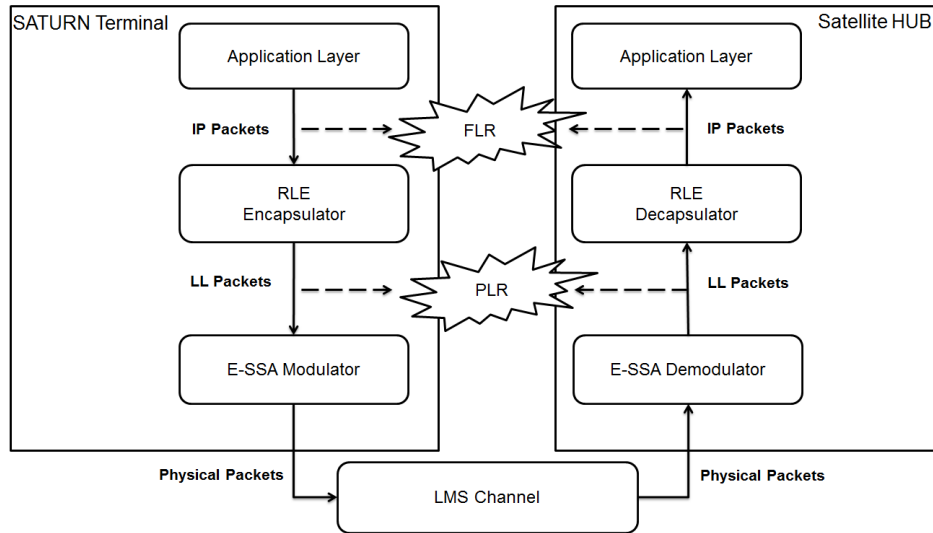 SATURN Terminal
Satellite HUB
Application Layer
Application Layer
IP Packets
FLR
IP Packets
RLE
Encapsulator
RLE
Decapsulator
LL Packets
PLR
LL Packets
E-SSA Modulator
E-SSA Demodulator
Physical Packets
LMS Channel
Physical Packets